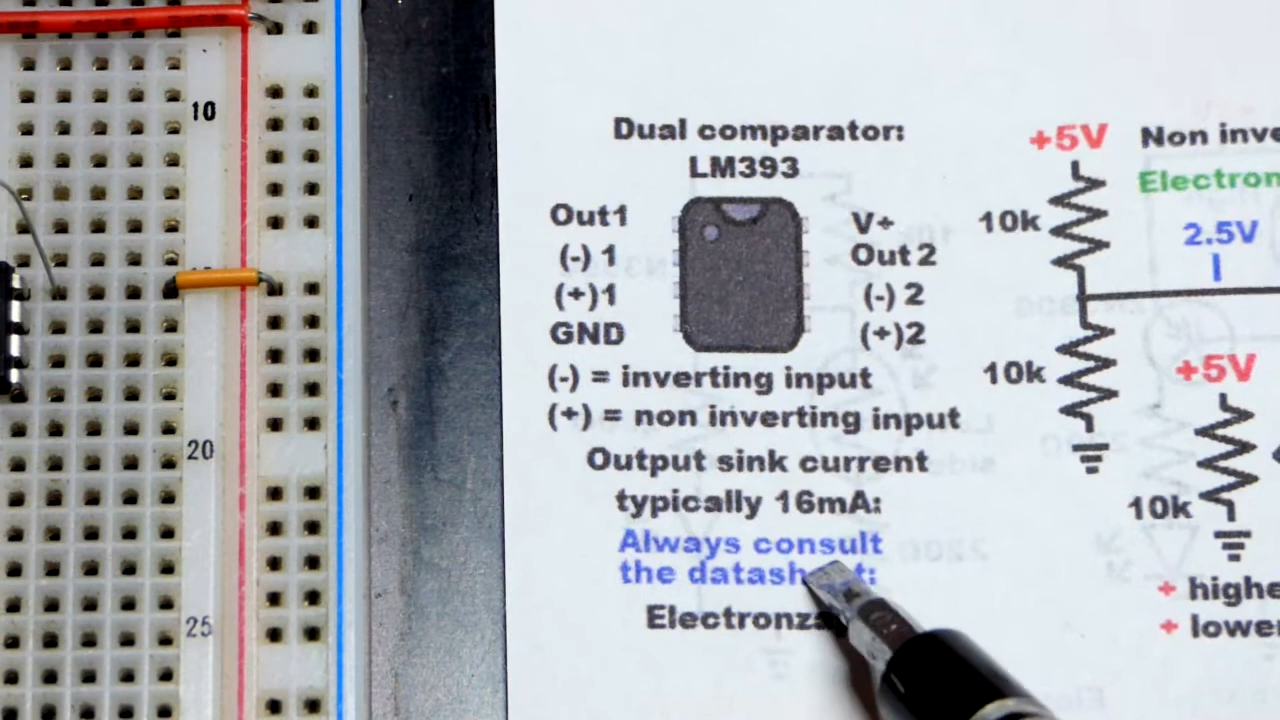 10
20
25
Dual comparator:
LM393
Out1
(-) 1
(+)1
GND
V+
Out 2
(-) 2
(+)2
(-) = inverting input
(+) = non inverting input
Output sink current
typically 16mA:
Always consult
the
+5V
10k
10k
Non
2.5V
+5V
10k
+
+